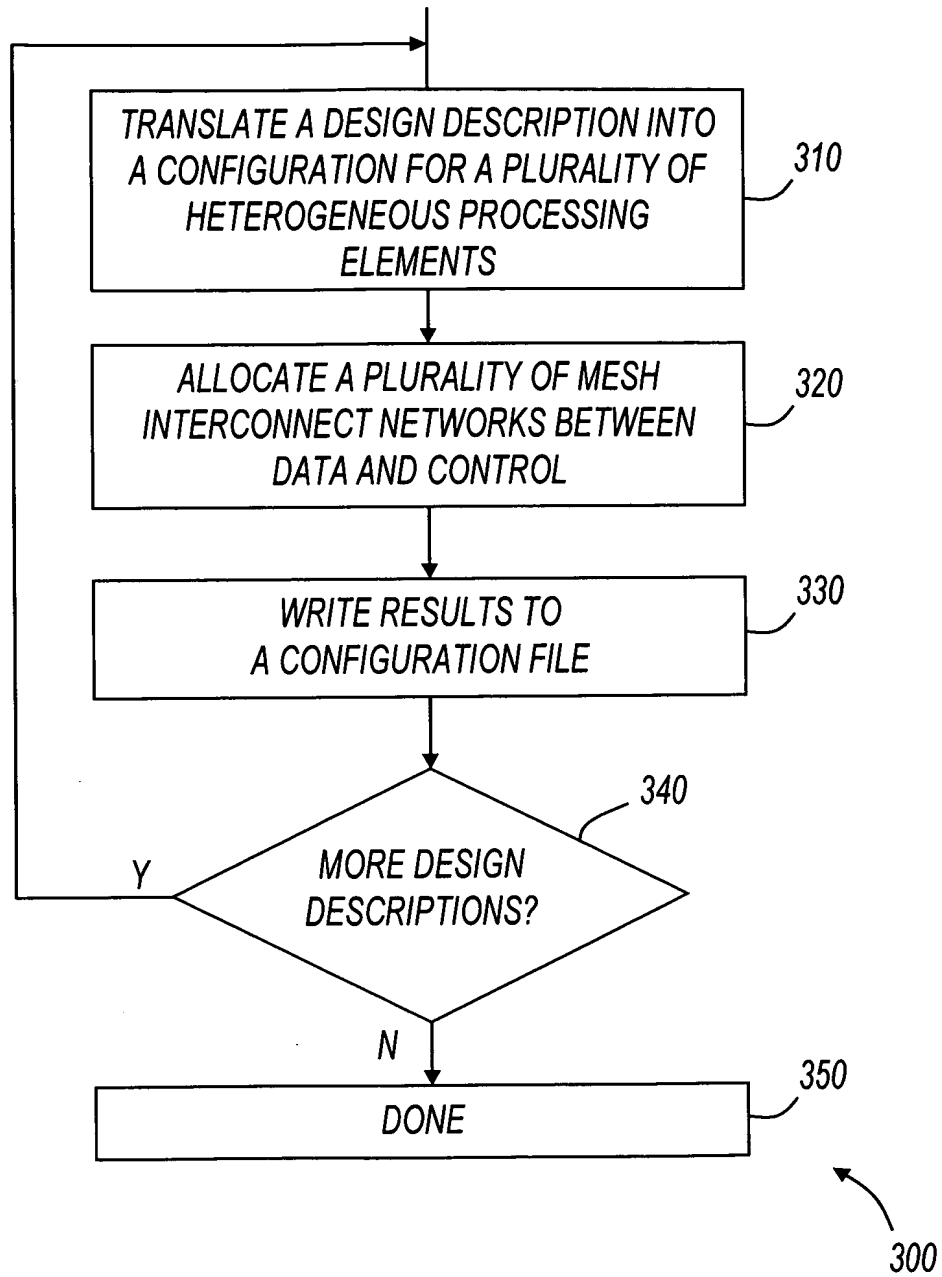 TRANSLATE A DESIGN DESCRIPTION INTO
A CONFIGURATION FOR A PLURALITY OF
HETEROGENEOUS PROCESSING
ELEMENTS
310
ALLOCATE A PLURALITY OF MESH
INTERCONNECT NETWORKS BETWEEN
DATA AND CONTROL
320
WRITE RESULTS TO
A CONFIGURATION FILE
330
MORE DESIGN
DESCRIPTIONS?
340
Y
N
DONE
350
300